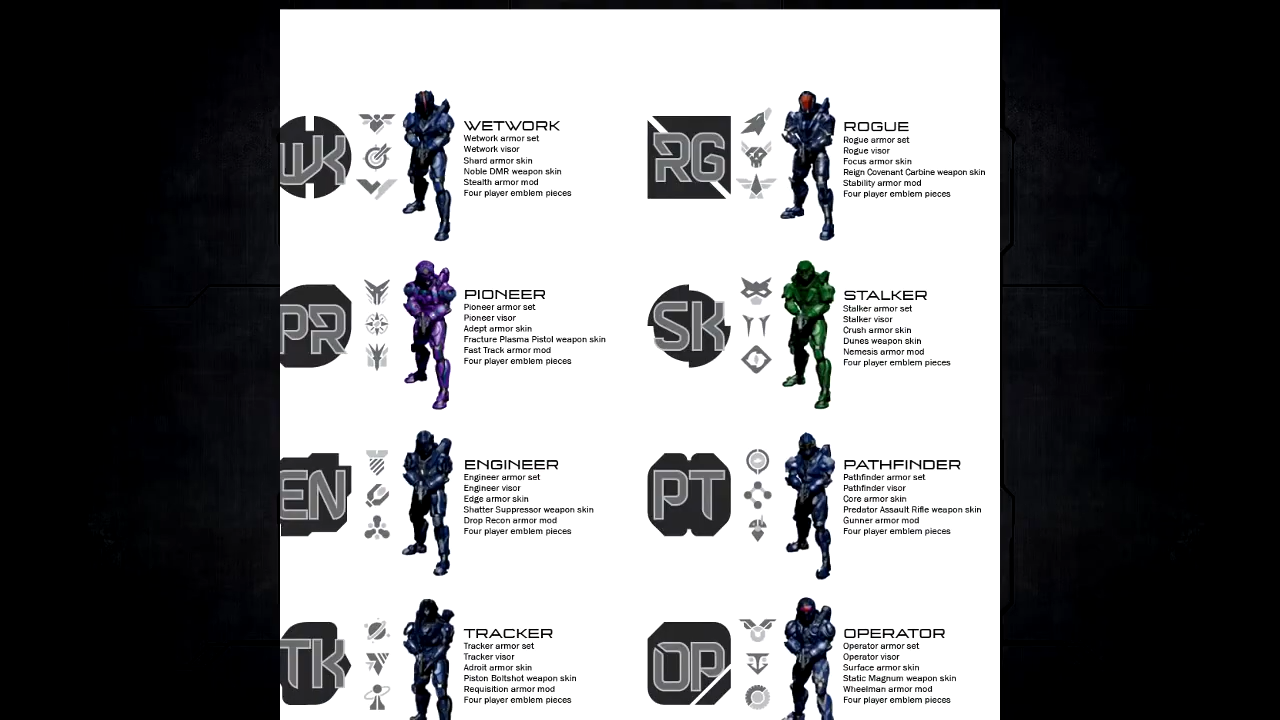 WK
WETWORK
Wetwork armor set
Wetwork visor
Shard armor skin
Noble DMR weapon skin
Stealth armor mod
Four player emblem pieces
RG
ROGUE
Rogue armor set
Rogue visor
Focus armor skin
Reign Covenant Carbine weapon skin
Stability armor mod
Four player emblem pieces
PR
PIONEER
Pioneer armor set
Pioneer visor
Adept armor skin
Fracture Plasma Pistol weapon skin
Fast Track armor mod
Four player emblem pieces
SK
STALKER
Stalker armor set
Stalker visor
Crush armor skin
Dunes weapon skin
Nemesis armor mod
Four player emblem pieces
EN
ENGINEER
Engineer armor set
Engineer visor
Edge armor skin
Shatter Suppressor weapon skin
Drop Recon armor mod
Four player emblem pieces
PT
PATHFINDER
Pathfinder armor set
Pathfinder visor
Core armor skin
Predator Assault Rifle weapon skin
Gunner armor mod
Four player emblem pieces
TK
TRACKER
Tracker armor set
Tracker visor
Adroit armor skin
Piston Boltshot weapon skin
Requisition armor mod
Four player emblem pieces
OP
OPERATOR
Operator armor set
Operator visor
Surface armor skin
Static Magnum weapon skin
Wheelman armor mod
Four player emblem pieces